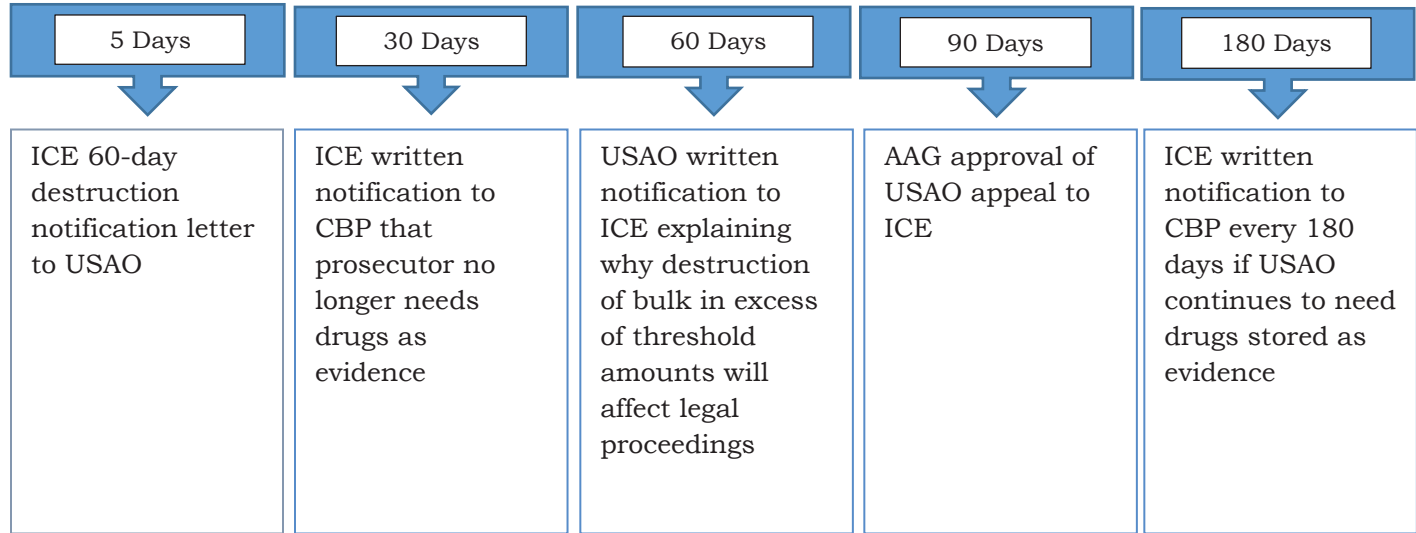 5 Days
30 Days
60 Days
90 Days
180 Days
ICE 60-day
destruction
notification letter
to USAO
ICE written
notification to
CBP that
prosecutor no
longer needs
drugs as
evidence
USAO written
notification to
ICE explaining
why destruction
of bulk in excess
of threshold
amounts will
affect legal
proceedings
AAG approval of
USAO appeal to
ICE
ICE written
notification to
CBP every 180
days if USAO
continues to need
drugs stored as
evidence